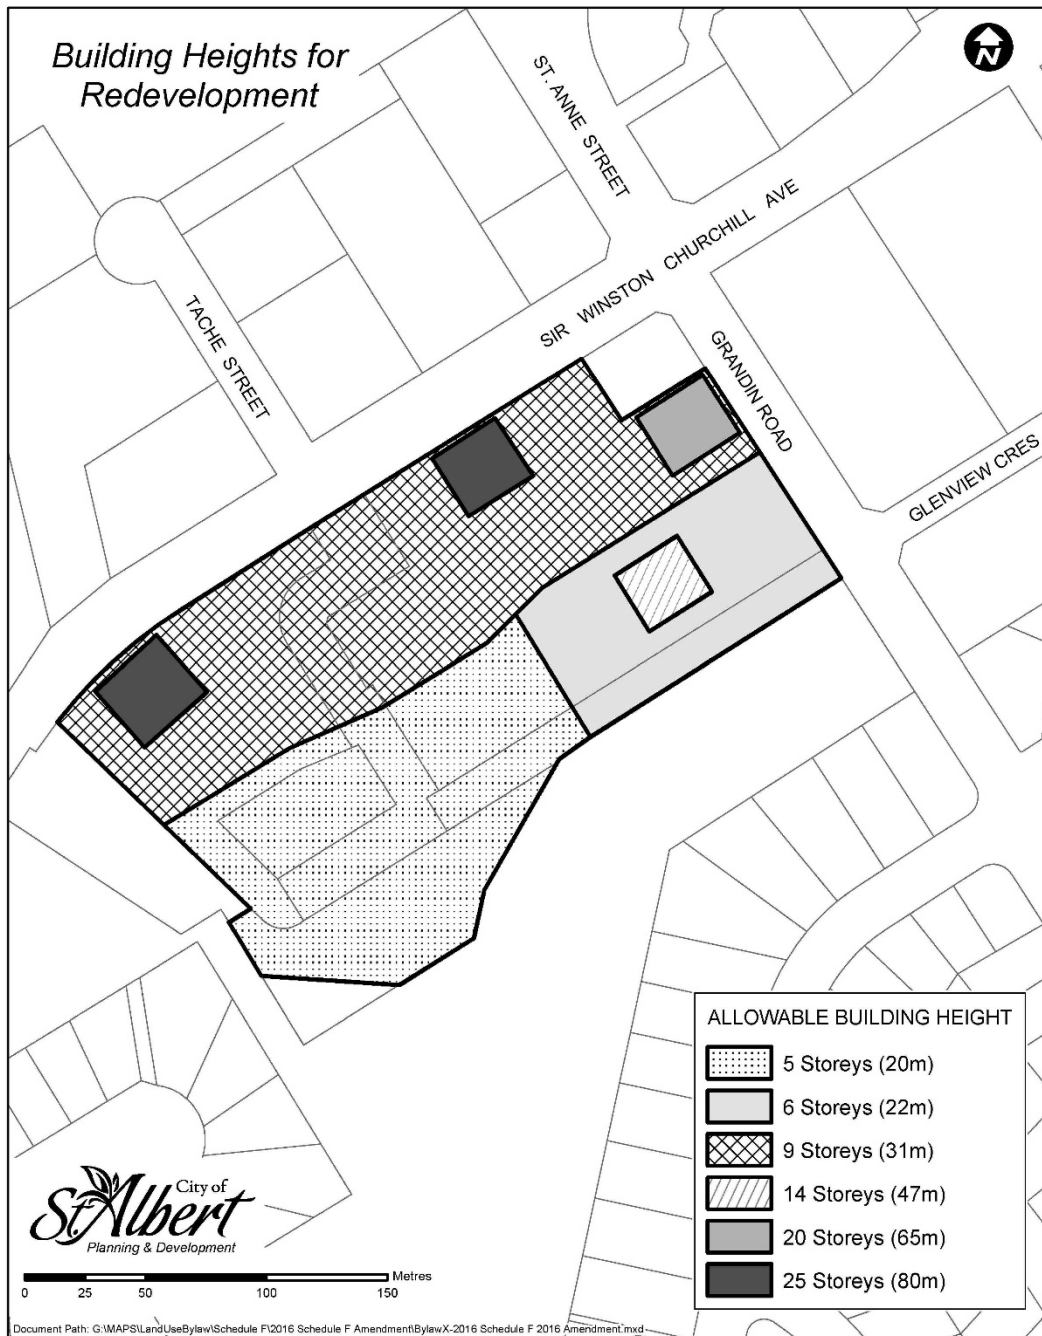 Building Heights for
Redevelopment
N
ST. ANNE STREET
SIR WINSTON CHURCHILL AVE
TACHE STREET
GRANDIN ROAD
GLENVIEW CRES
ALLOWABLE BUILDING HEIGHT
5 Storeys (20m)
6 Storeys (22m)
9 Storeys (31m)
14 Storeys (47m)
20 Storeys (65m)
25 Storeys (80m)
City of
St. Albert
Planning & Development
Metres
0 25 50 100 150
Document Path: G:\MAPS\LandUseBylaw\Schedule F\2016 Schedule F Amendment\BylawX-2016 Schedule F 2016 Amendment.mxd